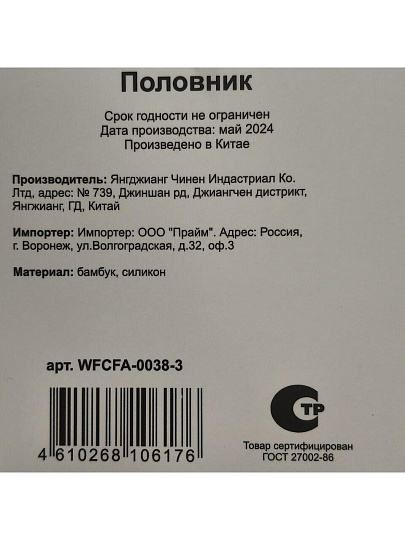 Половник
Срок годности не ограничен
Дата производства: май 2024
Произведено в Китае
Производитель: Янгджианг Чинен Индастриал Ко.
Лтд, адрес: № 739, Джиншан рд, Джиангчен дистрикт,
Янгжианг, ГД, Китай
Импортер: Импортер: ООО "Прайм". Адрес: Россия,
г. Воронеж, ул.Волгоградская, д.32, оф.3
Материал: бамбук, силикон
арт. WFCFA-0038-3
4 610268 106176
СТР
Товар сертифицирован
ГОСТ 27002-86